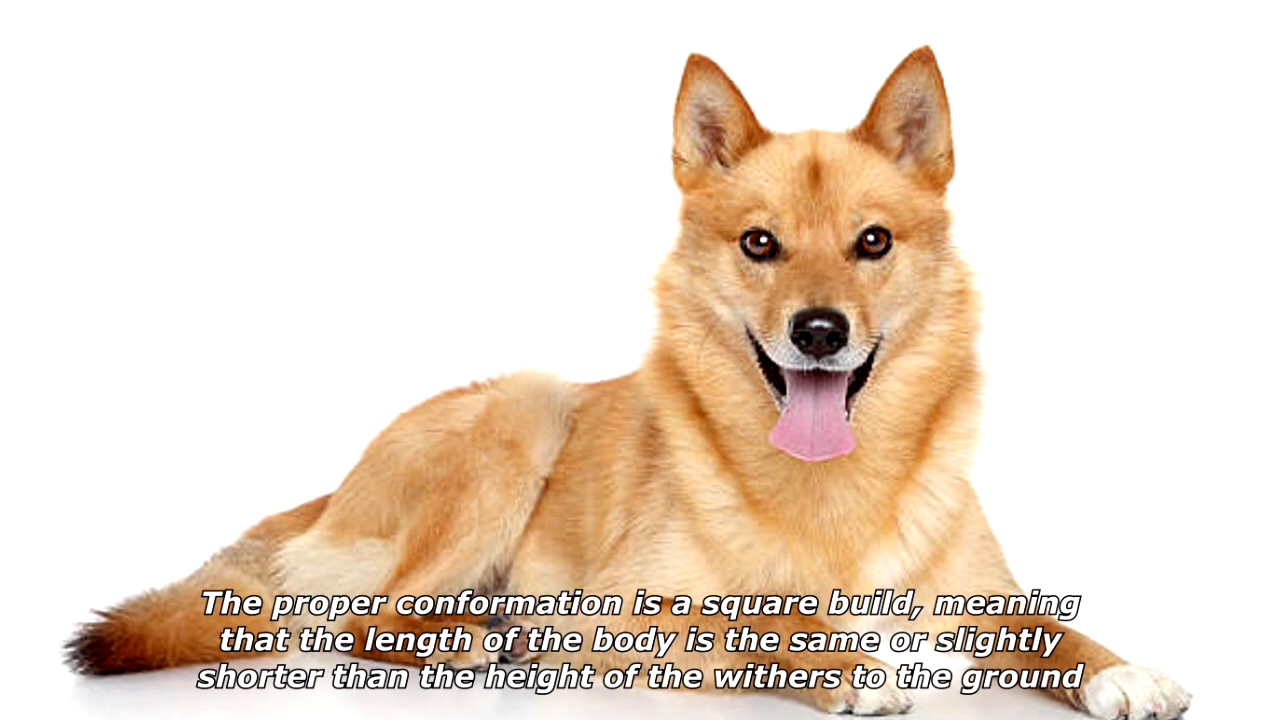 The proper conformation is a square build, meaning
that the length of the body is the same or slightly
shorter than the height of the withers to the ground